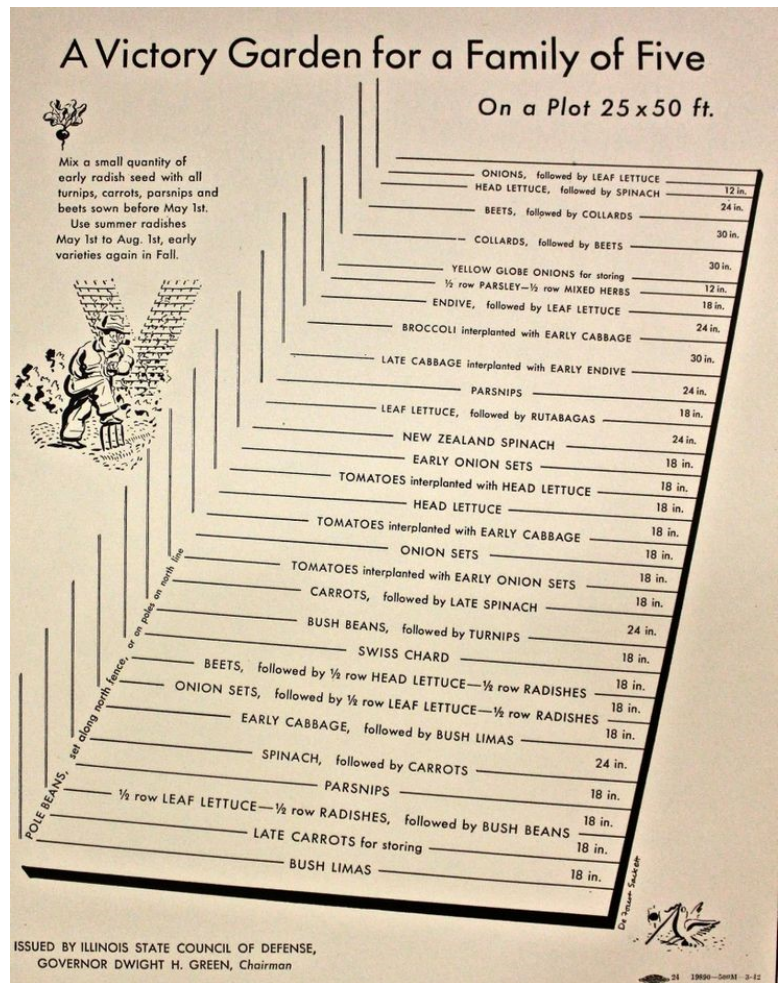 A Victory Garden for a Family of Five
On a Plot 25 x 50 ft.
Mix a small quantity of
early radish seed with all
turnips, carrots, parsnips and
beets sown before May 1st.
Use summer radishes
May 1st to Aug. 1st, early
varieties again in Fall.
ONIONS, followed by LEAF LETTUCE
12 in.
HEAD LETTUCE, followed by SPINACH
24 in.
BEETS, followed by COLLARDS
30 in.
COLLARDS, followed by BEETS
30 in.
YELLOW GLOBE ONIONS for storing
12 in.
½ row PARSLEY—½ row MIXED HERBS
18 in.
ENDIVE, followed by LEAF LETTUCE
24 in.
BROCCOLI interplanted with EARLY CABBAGE
30 in.
LATE CABBAGE interplanted with EARLY ENDIVE
24 in.
PARSNIPS
18 in.
LEAF LETTUCE, followed by RUTABAGAS
24 in.
NEW ZEALAND SPINACH
18 in.
EARLY ONION SETS
18 in.
TOMATOES interplanted with HEAD LETTUCE
18 in.
HEAD LETTUCE
18 in.
TOMATOES interplanted with EARLY CABBAGE
18 in.
ONION SETS
18 in.
TOMATOES interplanted with EARLY ONION SETS
18 in.
CARROTS, followed by LATE SPINACH
24 in.
BUSH BEANS, followed by TURNIPS
18 in.
SWISS CHARD
18 in.
BEETS, followed by ½ row HEAD LETTUCE—½ row RADISHES
18 in.
ONION SETS, followed by ½ row LEAF LETTUCE—½ row RADISHES
18 in.
EARLY CABBAGE, followed by BUSH LIMAS
24 in.
SPINACH, followed by CARROTS
18 in.
PARSNIPS
18 in.
½ row LEAF LETTUCE—½ row RADISHES, followed by BUSH BEANS
18 in.
LATE CARROTS for storing
18 in.
BUSH LIMAS
POLE BEANS, set along north fence, or on poles on north line
De Forest Sackett
ISSUED BY ILLINOIS STATE COUNCIL OF DEFENSE,
GOVERNOR DWIGHT H. GREEN, Chairman
24 19890—500M—3-42